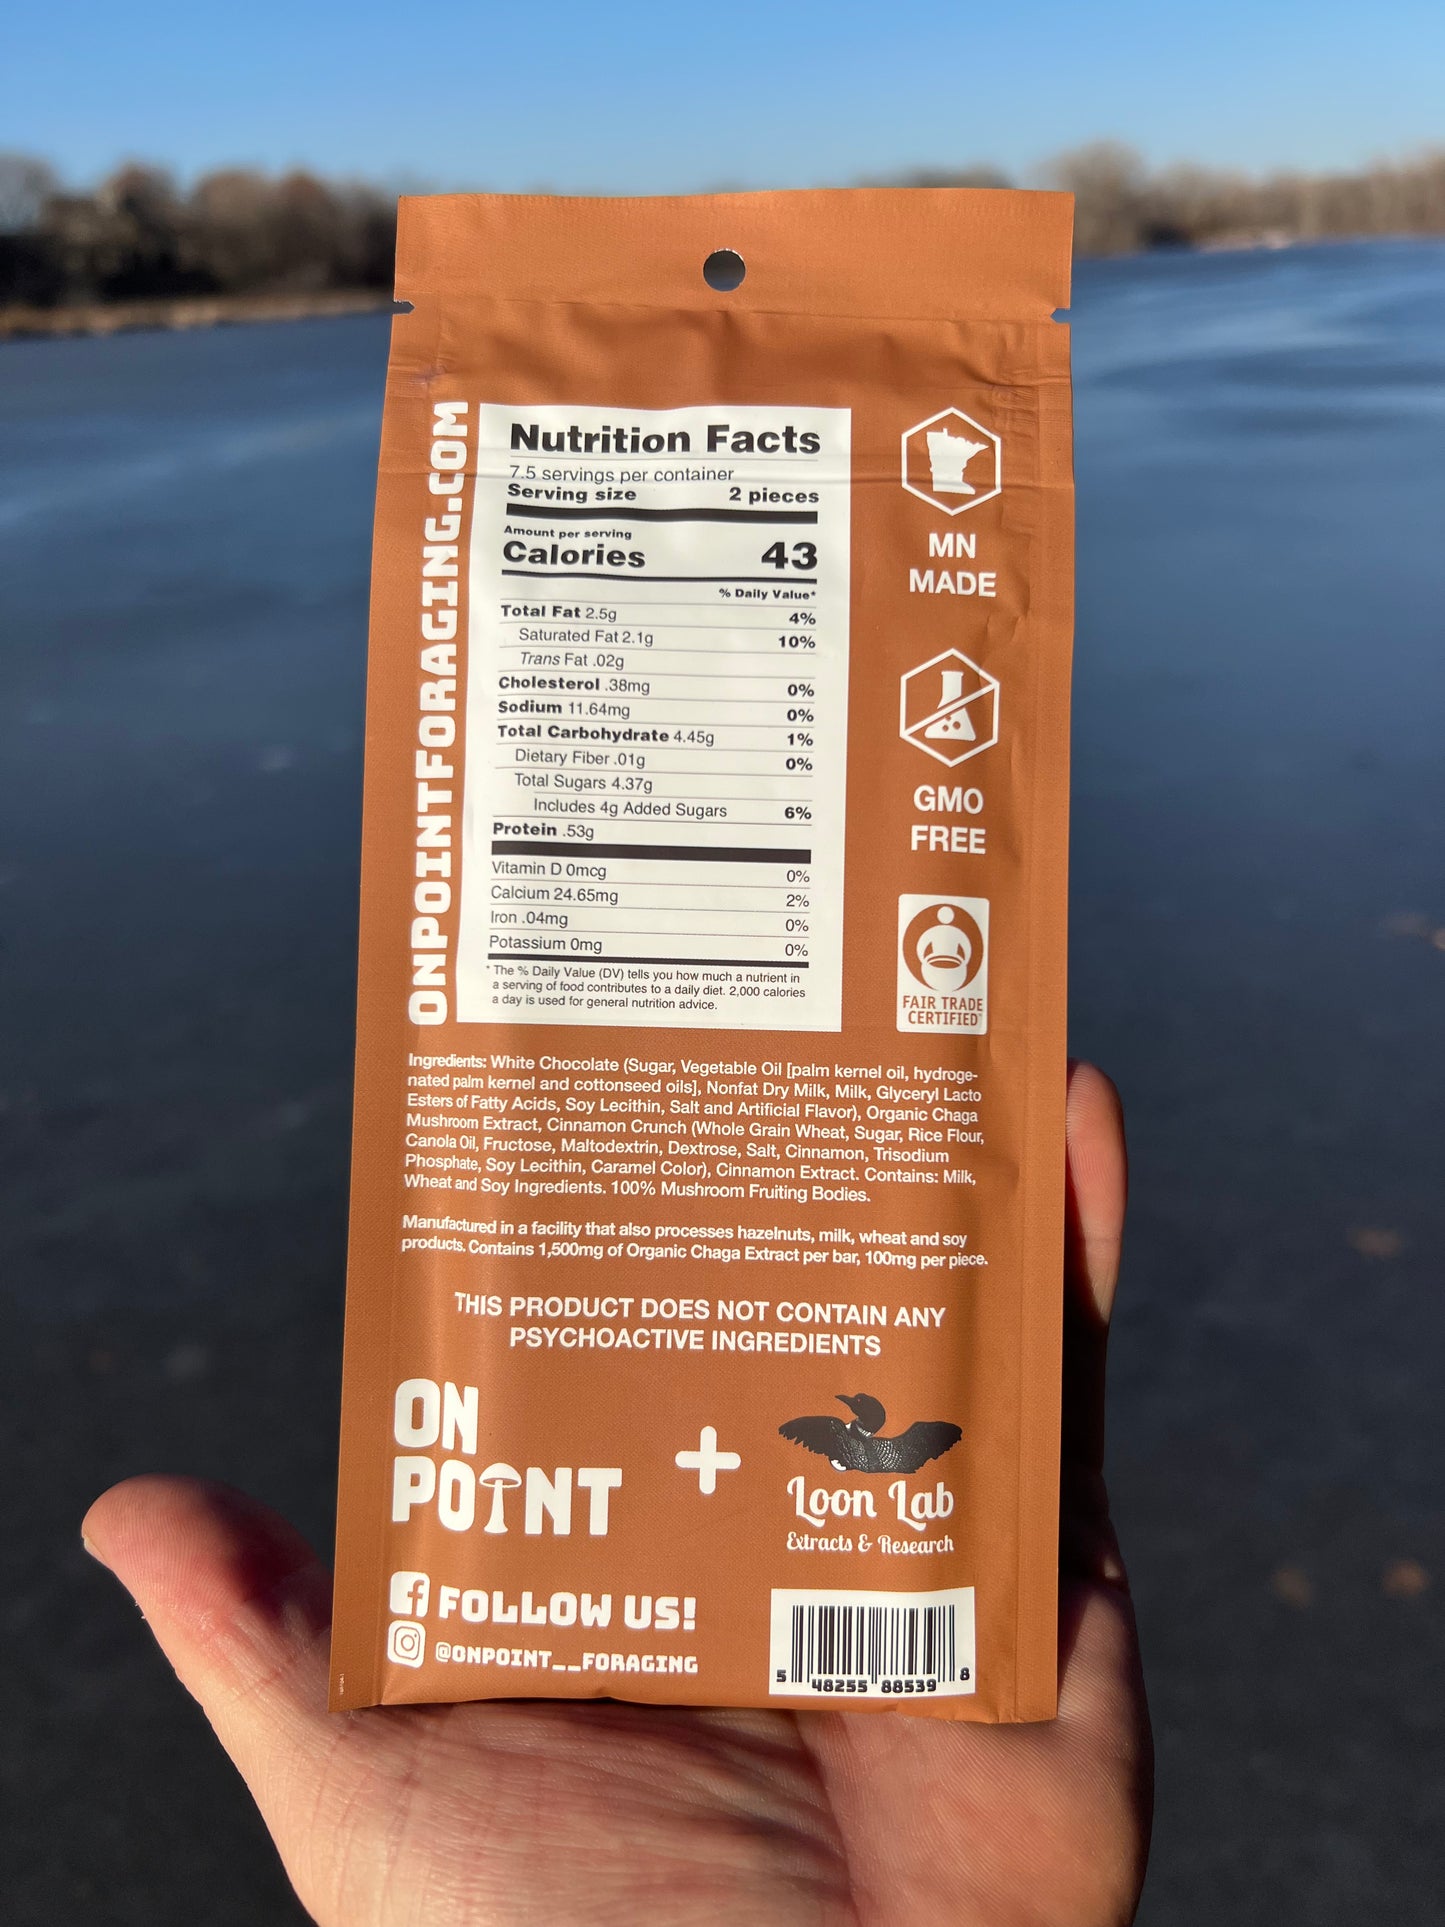 ONPOINTFORAGING.COM
Nutrition Facts
7.5 servings per container
Serving size 2 pieces
Amount per serving
Calories 43
% Daily Value*
Total Fat 2.5g 4%
Saturated Fat 2.1g 10%
Trans Fat .02g
Cholesterol .38mg 0%
Sodium 11.64mg 0%
Total Carbohydrate 4.45g 1%
Dietary Fiber .01g 0%
Total Sugars 4.37g
Includes 4g Added Sugars 6%
Protein .53g
Vitamin D 0mcg 0%
Calcium 24.65mg 2%
Iron .04mg 0%
Potassium 0mg 0%
* The % Daily Value (DV) tells you how much a nutrient in
a serving of food contributes to a daily diet. 2,000 calories
a day is used for general nutrition advice.
MN
MADE
GMO
FREE
FAIR TRADE
CERTIFIED
Ingredients: White Chocolate (Sugar, Vegetable Oil [palm kernel oil, hydroge-
nated palm kernel and cottonseed oils], Nonfat Dry Milk, Milk, Glyceryl Lacto
Esters of Fatty Acids, Soy Lecithin, Salt and Artificial Flavor), Organic Chaga
Mushroom Extract, Cinnamon Crunch (Whole Grain Wheat, Sugar, Rice Flour,
Canola Oil, Fructose, Maltodextrin, Dextrose, Salt, Cinnamon, Trisodium
Phosphate, Soy Lecithin, Caramel Color), Cinnamon Extract. Contains: Milk,
Wheat and Soy Ingredients. 100% Mushroom Fruiting Bodies.
Manufactured in a facility that also processes hazelnuts, milk, wheat and soy
products. Contains 1,500mg of Organic Chaga Extract per bar, 100mg per piece.
THIS PRODUCT DOES NOT CONTAIN ANY
PSYCHOACTIVE INGREDIENTS
ON
POINT
+
Loon Lab
Extracts & Research
FOLLOW US!
@ONPOINT__FORAGING
5 48255 88539 8